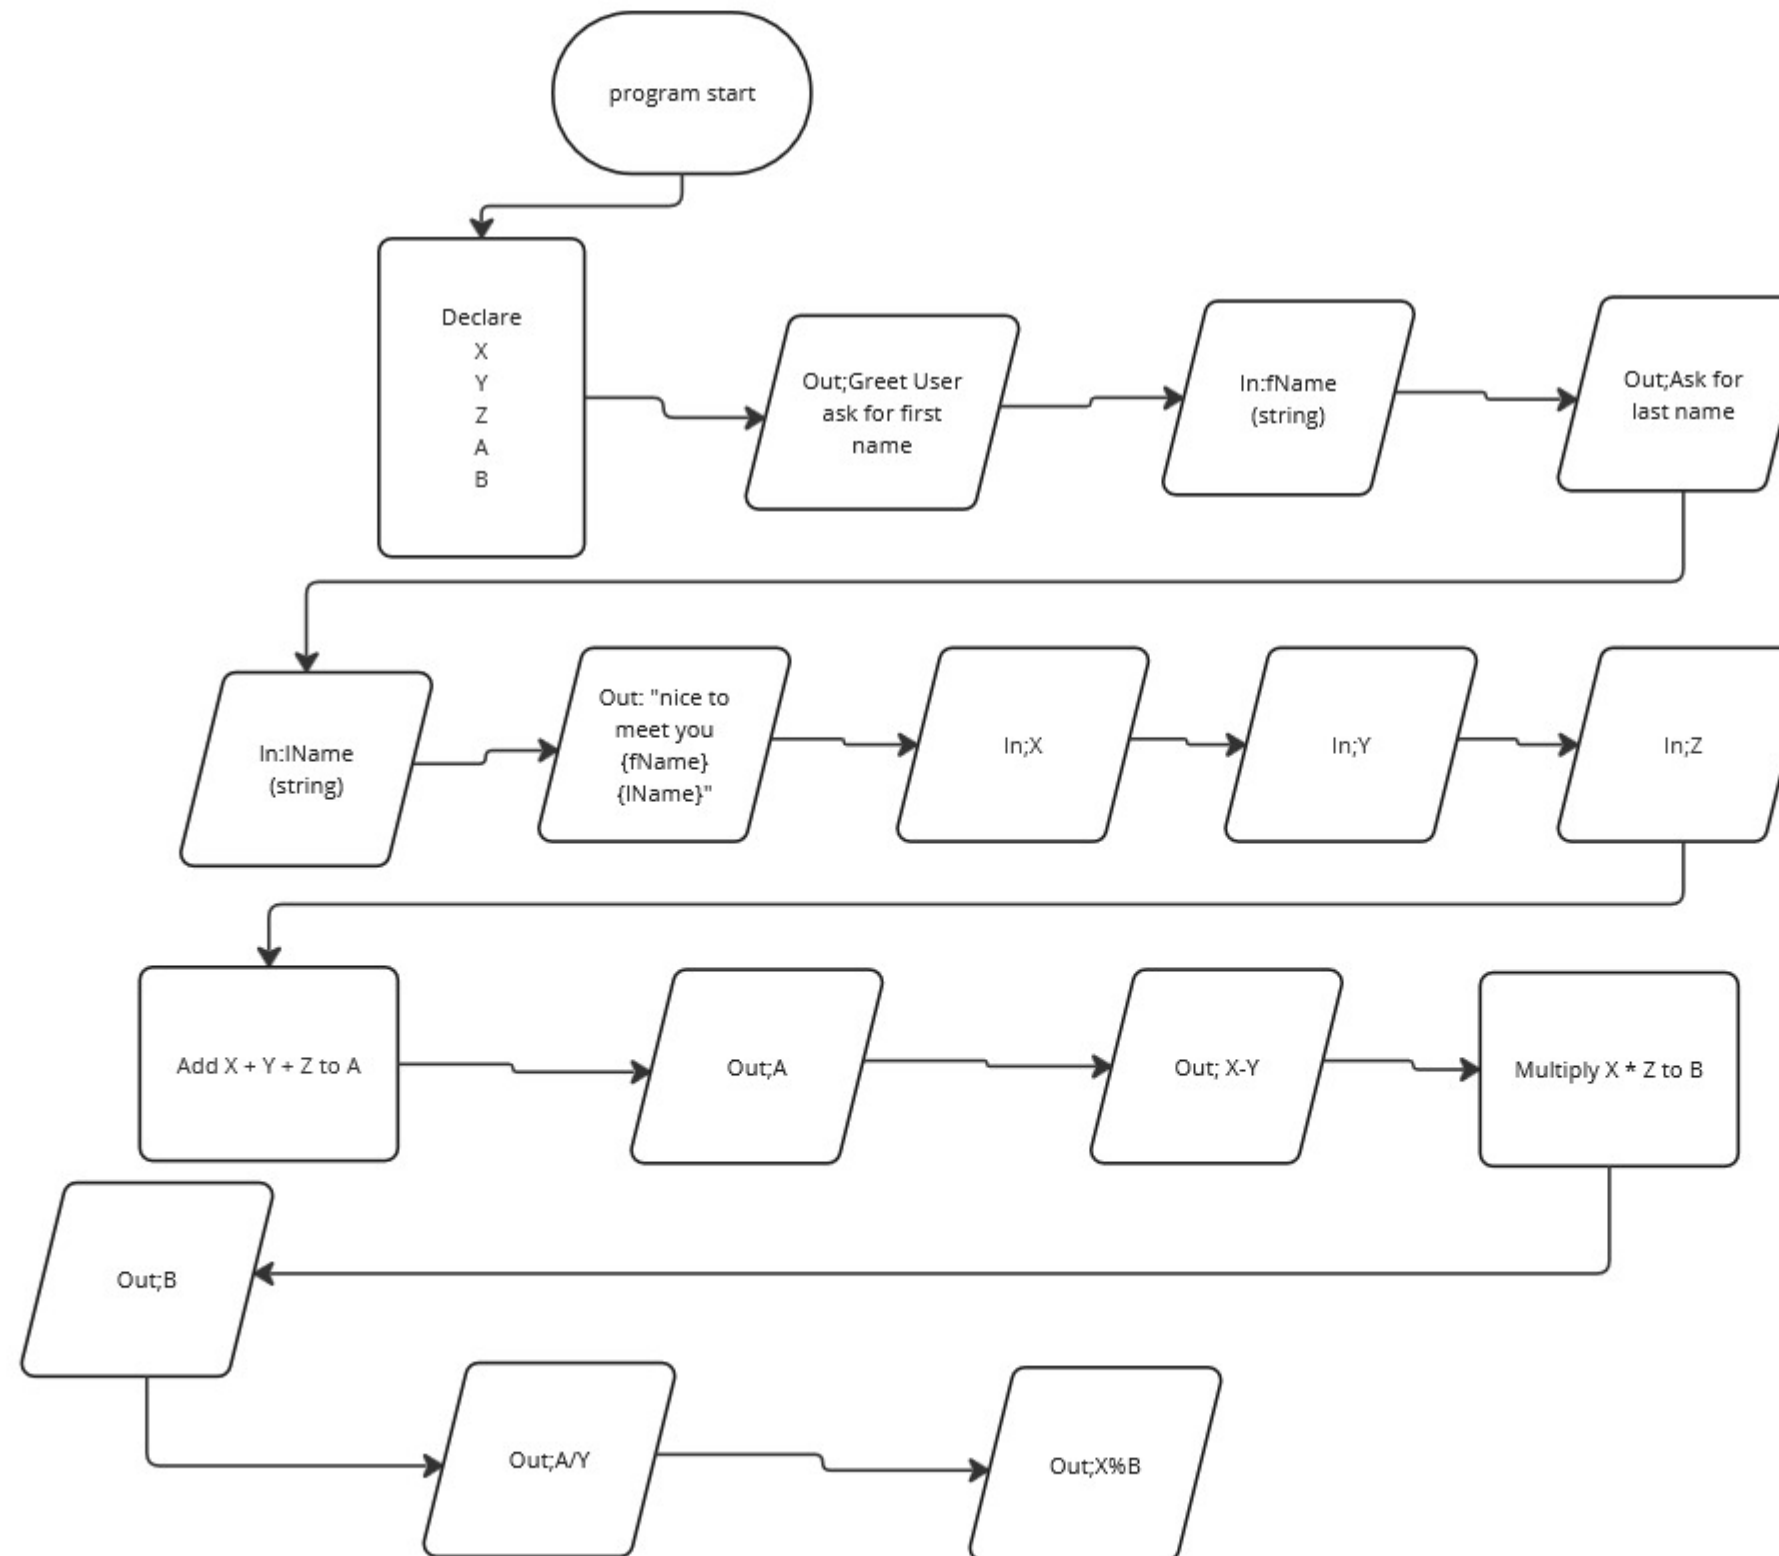 program start
Declare
X
Y
Z
A
B
Out;Greet User
ask for first
name
In:fName
(string)
Out;Ask for
last name
In:lName
(string)
Out: "nice to
meet you
{fName}
{lName}"
In;X
In;Y
In;Z
Add X + Y + Z to A
Out;A
Out; X-Y
Multiply X * Z to B
Out;B
Out;A/Y
Out;X%B